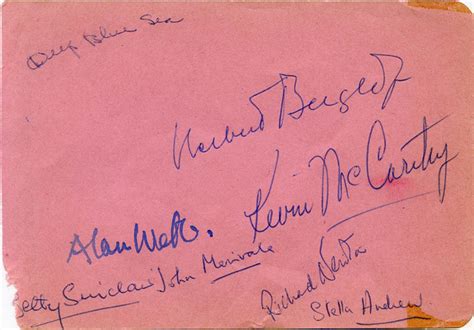 Deep Blue Sea
Herbert Berghof
Kevin McCarthy
Alan Webb.
Betty Sinclair John Merivale
Richard Newton
Stella Andrew